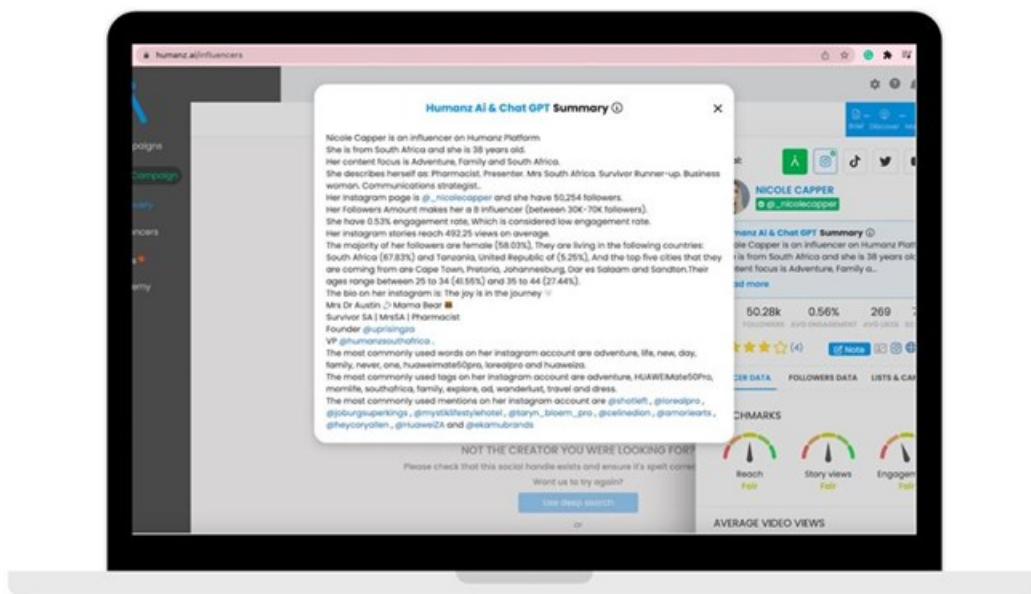 humanz.ai/influencers
Humanz Ai & Chat GPT Summary
Nicole Capper is an influencer on Humanz Platform
She is from South Africa and she is 38 years old.
Her content focus is Adventure, Family and South Africa.
She describes herself as: Pharmacist. Presenter. Mrs South Africa. Survivor Runner-up. Business
woman. Communications strategist..
Her Instagram page is @_nicolecapper and she have 50,254 followers.
Her Followers Amount makes her a B Influencer (between 30K-70K followers).
She have 0.53% engagement rate, Which is considered low engagement rate.
Her instagram stories reach 492.25 views on average.
The majority of her followers are female (58.03%), They are living in the following countries:
South Africa (67.83%) and Tanzania, United Republic of (5.25%), And the top five cities that they
are coming from are Cape Town, Pretoria, Johannesburg, Dar es Salaam and Sandton.Their
ages range between 25 to 34 (41.55%) and 35 to 44 (27.44%).
The bio on her instagram is: The joy is in the journey
Mrs Dr Austin Mama Bear
Survivor SA | MrsSA | Pharmacist
Founder @uprisingza
VP @humanzsouthafrica .
The most commonly used words on her instagram account are adventure, life, new, day,
family, never, one, huaweimate50pro, lorealpro and huaweiza.
The most commonly used tags on her instagram account are adventure, HUAWEIMate50Pro,
momlife, southafrica, family, explore, ad, wanderlust, travel and dress.
The most commonly used mentions on her instagram account are @shotleft , @lorealpro ,
@joburgsuperkings , @mystiklifestylehotel , @taryn_bloem_pro , @celinedion , @amoriearts ,
@heycoryallen , @HuaweiZA and @ekamubrands
paigns
Campaign
encers
emy
NOT THE CREATOR YOU WERE LOOKING FOR?
Please check that this social handle exists and ensure it's spelt correc
Want us to try again?
Use deep search
or
Brief Discover
NICOLE CAPPER
@_nicolecapper
manz Ai & Chat GPT Summary
ole Capper is an influencer on Humanz Platf
is from South Africa and she is 38 years old
tent focus is Adventure, Family a...
ad more
50.28k 0.56% 269
FOLLOWERS AVG ENGAGEMENT AVG LIKES
(4) Note
CER DATA FOLLOWERS DATA LISTS & CAM
CHMARKS
Reach Story views Engagem
Fair Fair Fair
AVERAGE VIDEO VIEWS